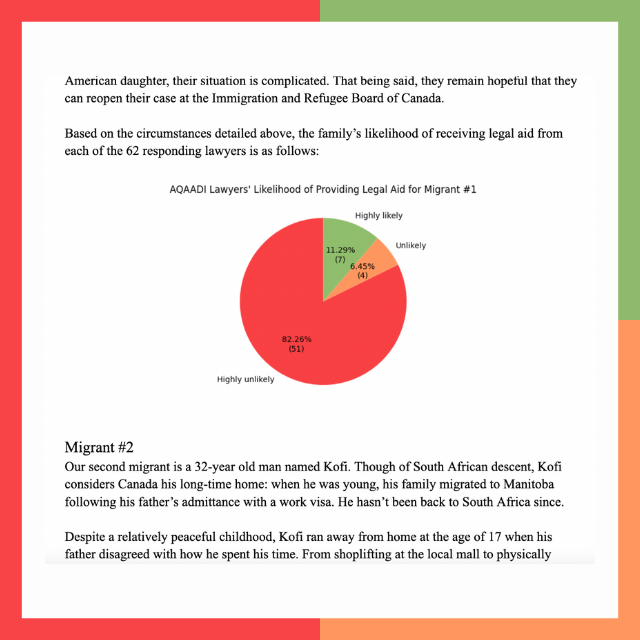 American daughter, their situation is complicated. That being said, they remain hopeful that they
can reopen their case at the Immigration and Refugee Board of Canada.
Based on the circumstances detailed above, the family’s likelihood of receiving legal aid from
each of the 62 responding lawyers is as follows:
AQAADI Lawyers' Likelihood of Providing Legal Aid for Migrant #1
Highly likely
11.29%
(7)
Unlikely
6.45%
(4)
82.26%
(51)
Highly unlikely
Migrant #2
Our second migrant is a 32-year old man named Kofi. Though of South African descent, Kofi
considers Canada his long-time home: when he was young, his family migrated to Manitoba
following his father’s admittance with a work visa. He hasn’t been back to South Africa since.
Despite a relatively peaceful childhood, Kofi ran away from home at the age of 17 when his
father disagreed with how he spent his time. From shoplifting at the local mall to physically